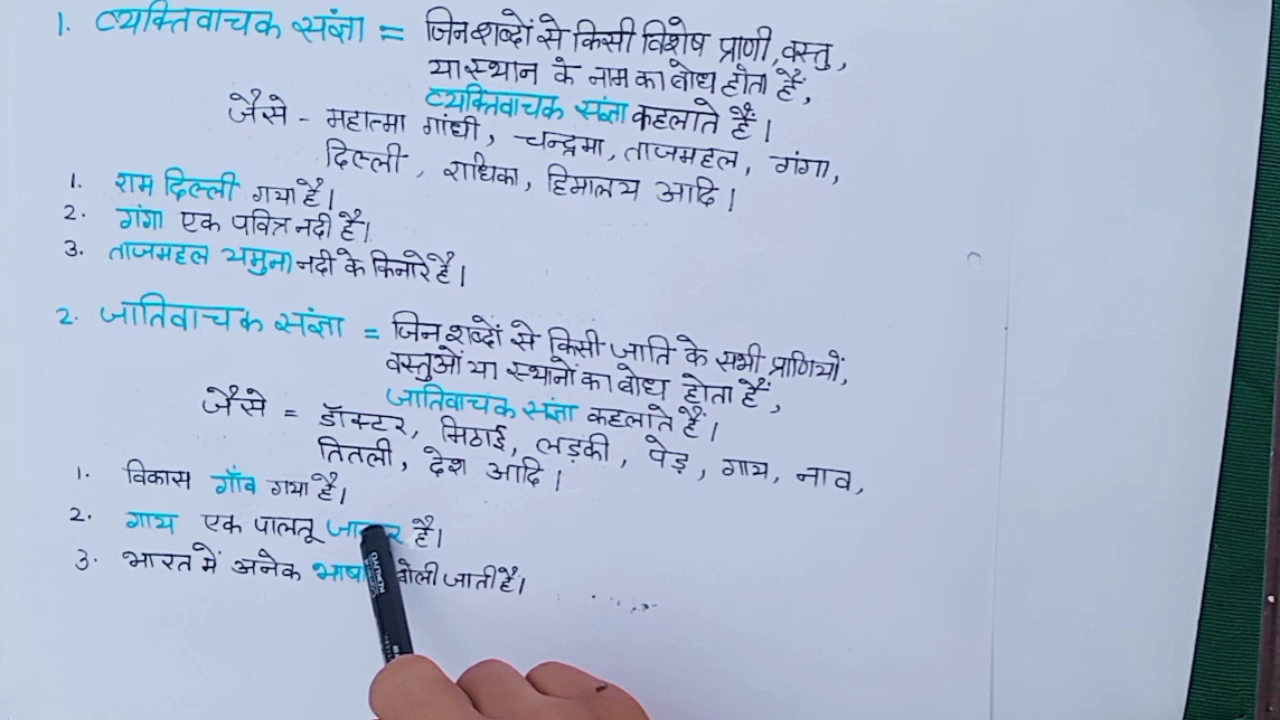 1. व्यक्तिवाचक संज्ञा = जिन शब्दों से किसी विशेष प्राणी, वस्तु,
या स्थान के नाम का बोध होता है,
व्यक्तिवाचक संज्ञा कहलाते हैं।
जैसे - महात्मा गांधी, चन्द्रमा, ताजमहल, गंगा,
दिल्ली, राधिका, हिमालय आदि।
1. राम दिल्ली गया है।
2. गंगा एक पवित्र नदी है।
3. ताजमहल यमुना नदी के किनारे है।
2. जातिवाचक संज्ञा = जिन शब्दों से किसी जाति के सभी प्राणियों,
वस्तुओं या स्थानों का बोध होता है,
जातिवाचक संज्ञा कहलाते हैं।
जैसे = डॉक्टर, मिठाई, लड़की, पेड़, गाय, नाव,
तितली, देश आदि।
1. विकास गाँव गया है।
2. गाय एक पालतू है।
3. भारत में अनेक बोली जाती है।